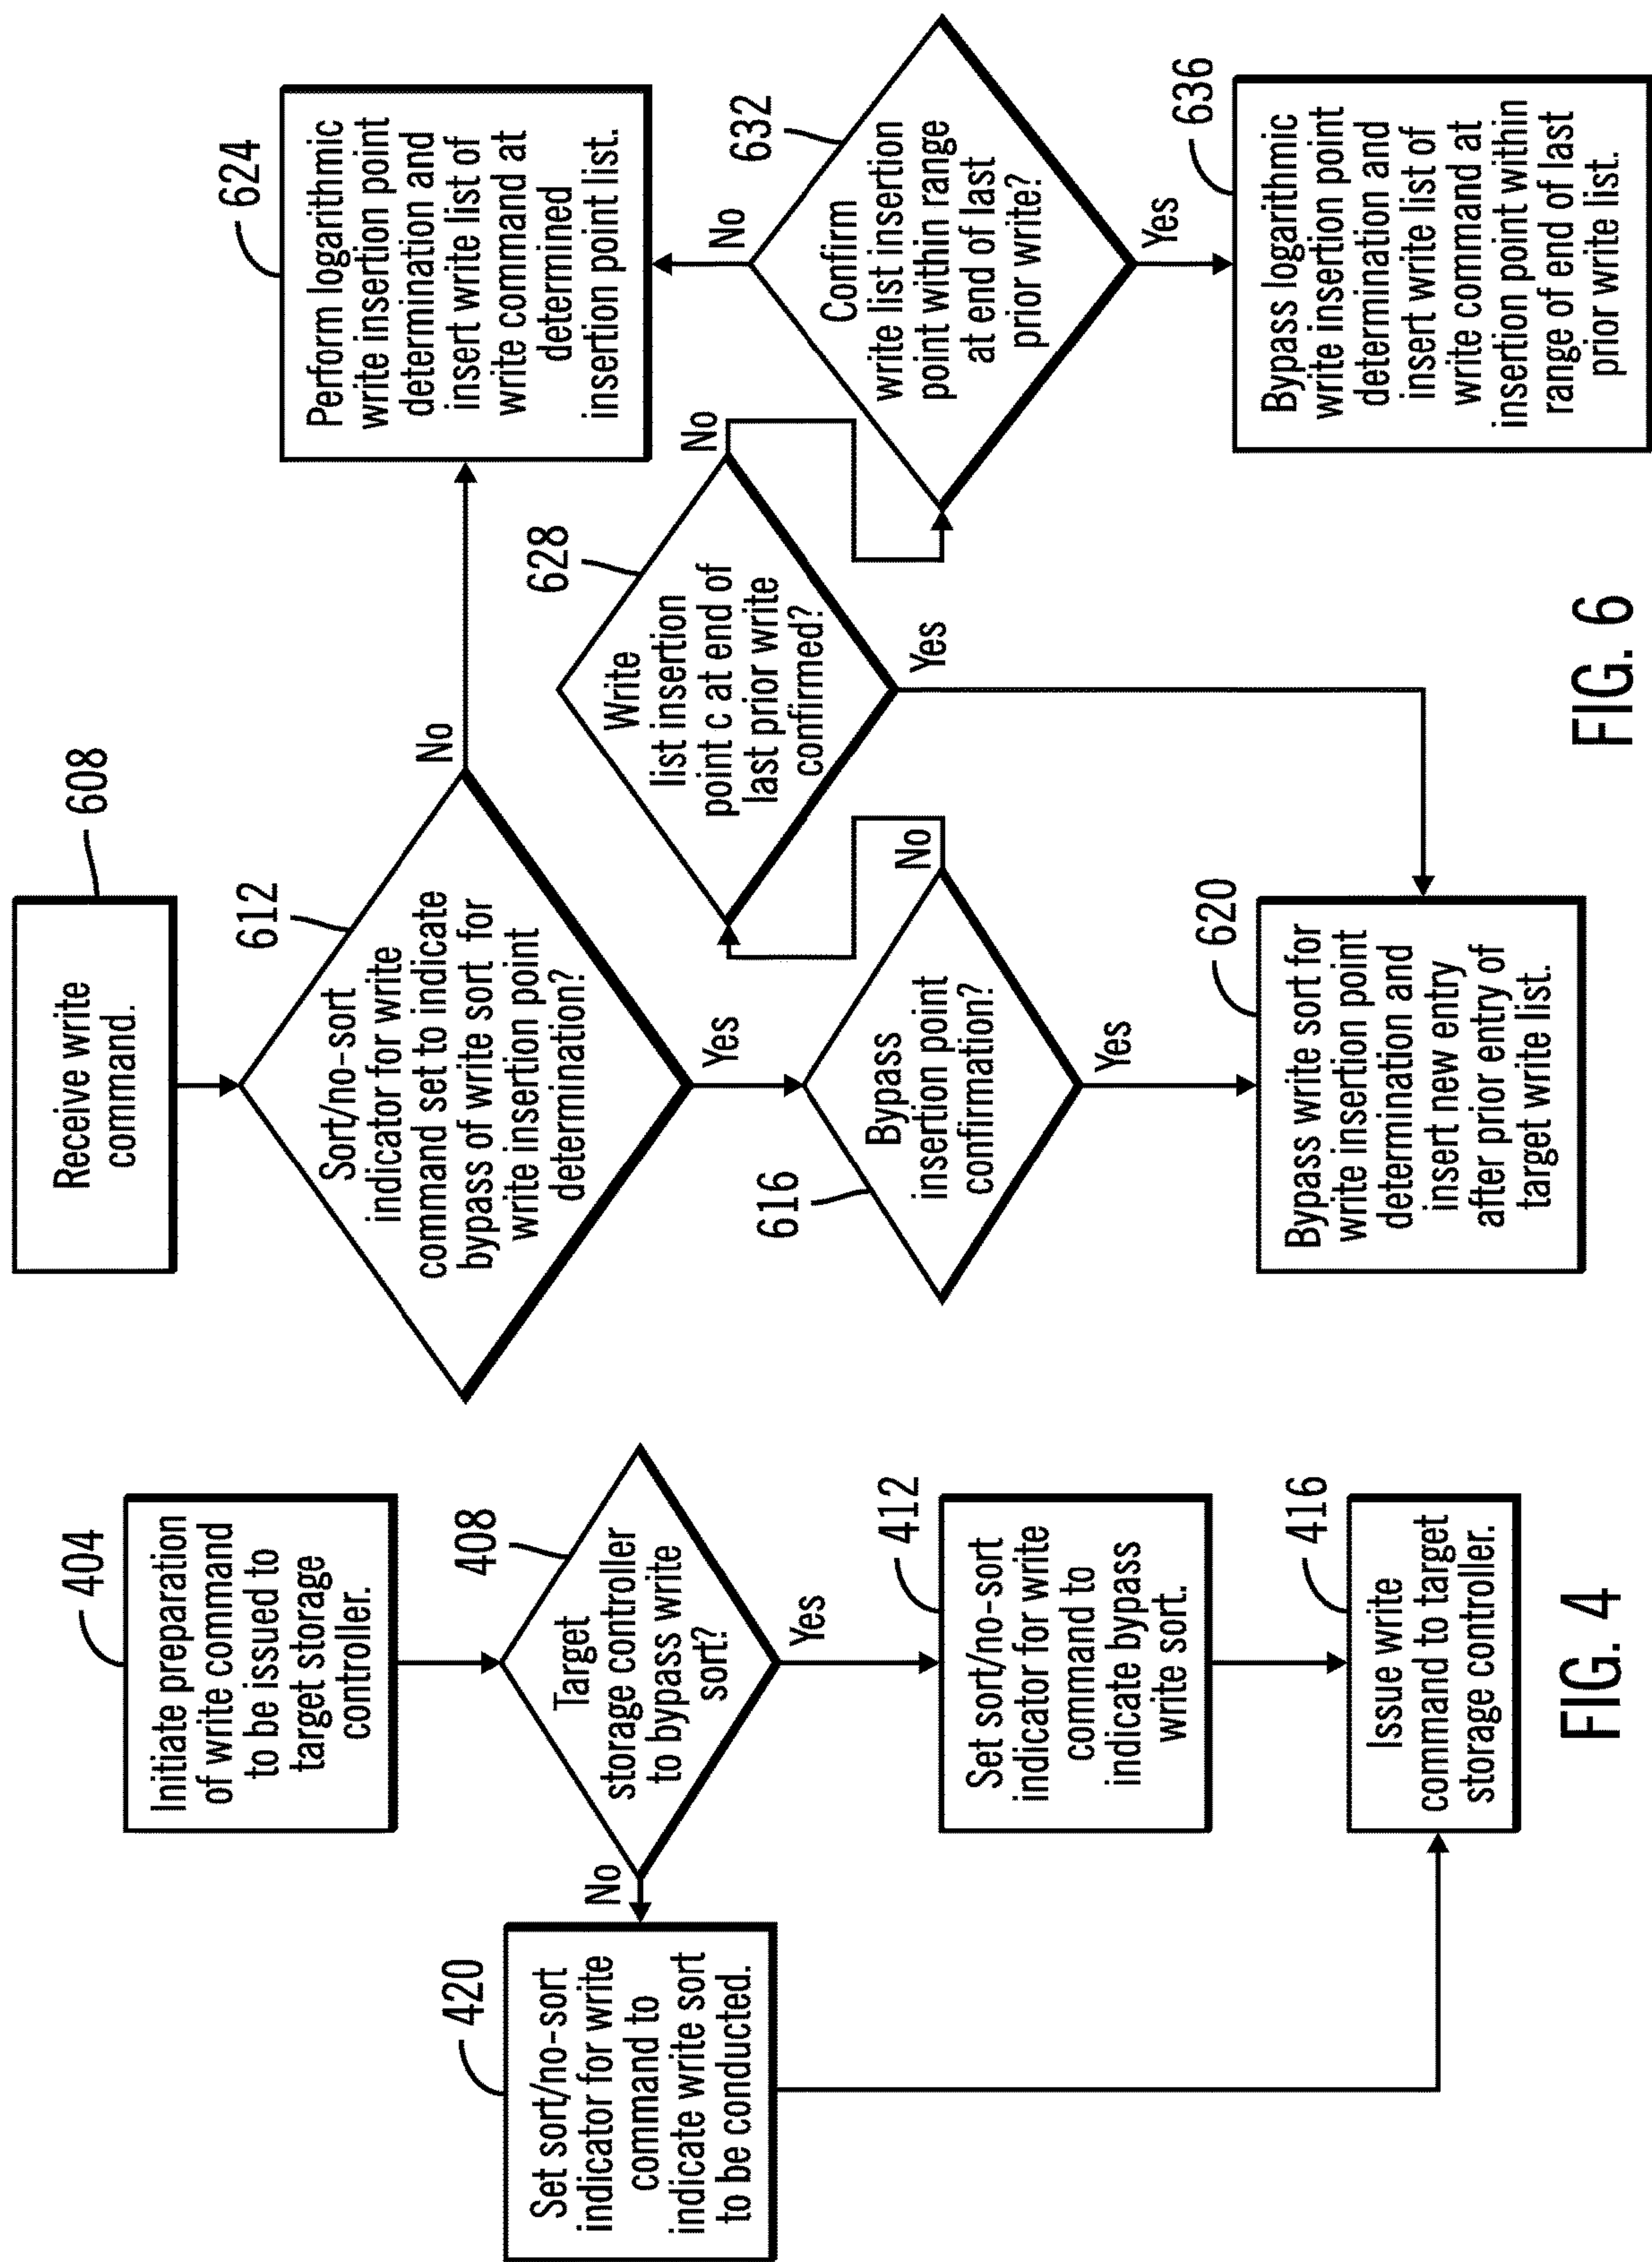 404
Initiate preparation
of write command
to be issued to
target storage
controller.
408
Target
storage controller
to bypass write
sort?
No
Yes
420
Set sort/no-sort
indicator for write
command to
indicate write sort
to be conducted.
412
Set sort/no-sort
indicator for write
command to
indicate bypass
write sort.
416
Issue write
command to target
storage controller.
FIG. 4
608
Receive write
command.
612
Sort/no-sort
indicator for write
command set to indicate
bypass of write sort for
write insertion point
determination?
No
Yes
616
Bypass
insertion point
confirmation?
No
Yes
620
Bypass write sort for
write insertion point
determination and
insert new entry
after prior entry of
target write list.
628
Write
list insertion
point c at end of
last prior write
confirmed?
No
Yes
624
Perform logarithmic
write insertion point
determination and
insert write list of
write command at
determined
insertion point list.
632
Confirm
write list insertion
point within range
at end of last
prior write?
No
Yes
636
Bypass logarithmic
write insertion point
determination and
insert write list of
write command at
insertion point within
range of end of last
prior write list.
FIG. 6